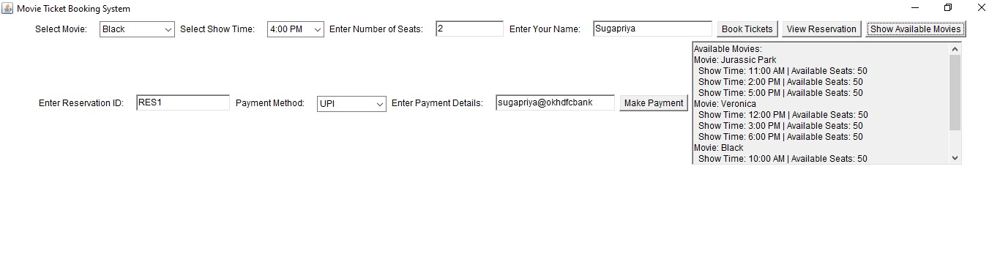 Movie Ticket Booking System
Select Movie: Black Select Show Time: 4:00 PM Enter Number of Seats: 2 Enter Your Name: Sugapriya Book Tickets View Reservation Show Available Movies
Enter Reservation ID: RES1 Payment Method: UPI Enter Payment Details: sugapriya@okhdfcbank Make Payment
Available Movies:
Movie: Jurassic Park
Show Time: 11:00 AM | Available Seats: 50
Show Time: 2:00 PM | Available Seats: 50
Show Time: 5:00 PM | Available Seats: 50
Movie: Veronica
Show Time: 12:00 PM | Available Seats: 50
Show Time: 3:00 PM | Available Seats: 50
Show Time: 6:00 PM | Available Seats: 50
Movie: Black
Show Time: 10:00 AM | Available Seats: 50